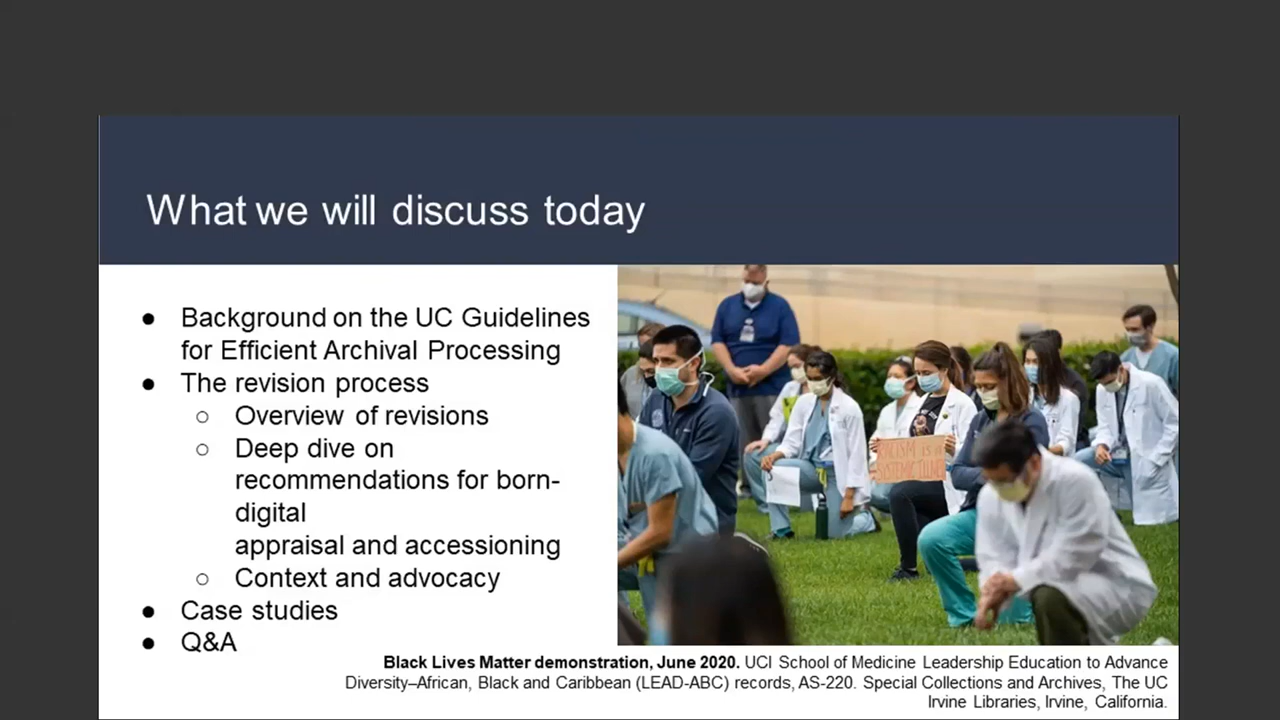 What we will discuss today
● Background on the UC Guidelines
for Efficient Archival Processing
● The revision process
○ Overview of revisions
○ Deep dive on
recommendations for born-
digital
appraisal and accessioning
○ Context and advocacy
● Case studies
● Q&A
RACISM IS A
SYSTEMIC
Black Lives Matter demonstration, June 2020. UCI School of Medicine Leadership Education to Advance
Diversity–African, Black and Caribbean (LEAD-ABC) records, AS-220. Special Collections and Archives, The UC
Irvine Libraries, Irvine, California.